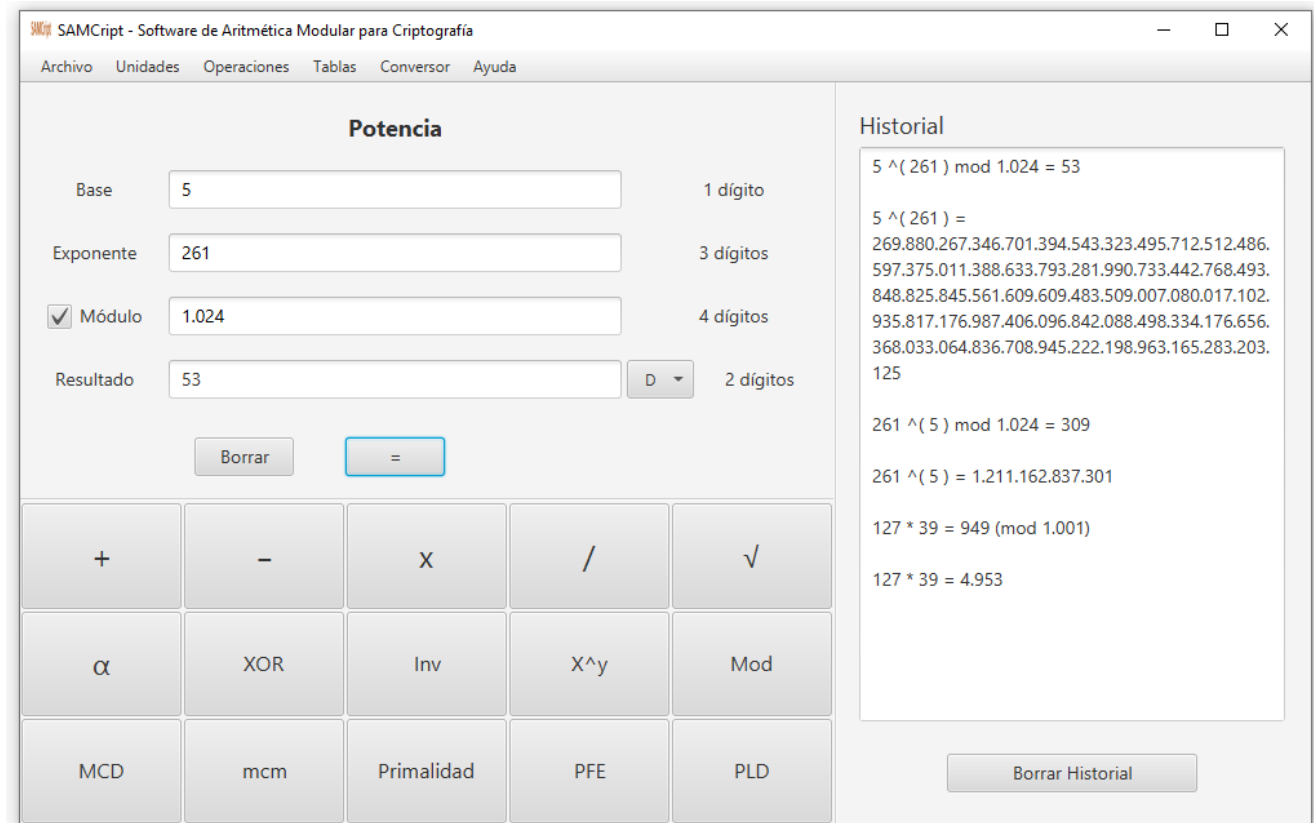 SAMCript SAMCript - Software de Aritmética Modular para Criptografía
Archivo Unidades Operaciones Tablas Conversor Ayuda
Potencia
Base 5 1 dígito
Exponente 261 3 dígitos
Módulo 1.024 4 dígitos
Resultado 53 D 2 dígitos
Borrar =
+ − x / √
α XOR Inv X^y Mod
MCD mcm Primalidad PFE PLD
Historial
5 ^( 261 ) mod 1.024 = 53
5 ^( 261 ) =
269.880.267.346.701.394.543.323.495.712.512.486.
597.375.011.388.633.793.281.990.733.442.768.493.
848.825.845.561.609.609.483.509.007.080.017.102.
935.817.176.987.406.096.842.088.498.334.176.656.
368.033.064.836.708.945.222.198.963.165.283.203.
125
261 ^( 5 ) mod 1.024 = 309
261 ^( 5 ) = 1.211.162.837.301
127 * 39 = 949 (mod 1.001)
127 * 39 = 4.953
Borrar Historial